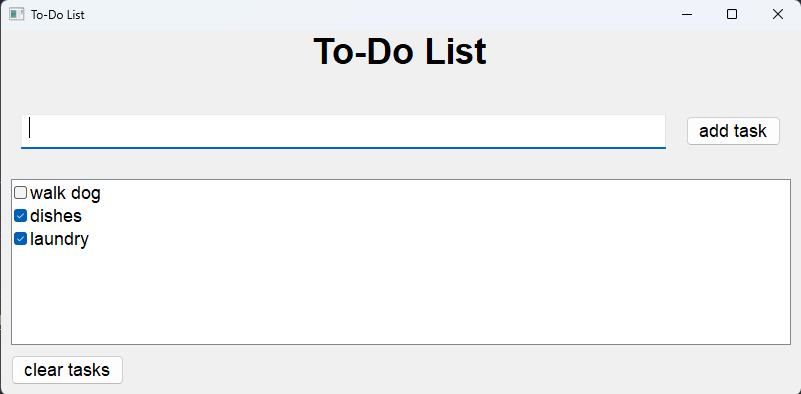 To-Do List
To-Do List
add task
walk dog
dishes
laundry
clear tasks